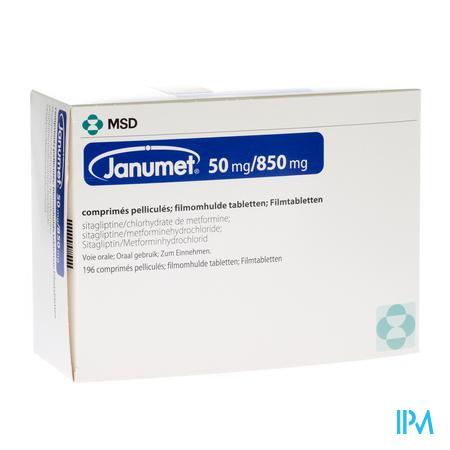 MSD
Janumet® 50 mg/850 mg
comprimés pelliculés; filmomhulde tabletten; Filmtabletten
sitagliptine/chlorhydrate de metformine;
sitagliptine/metforminehydrochloride;
Sitagliptin/Metforminhydrochlorid
Voie orale; Oraal gebruik; Zum Einnehmen.
196 comprimés pelliculés; filmomhulde tabletten; Filmtabletten
Janumet® 50 mg/850 mg
IPM